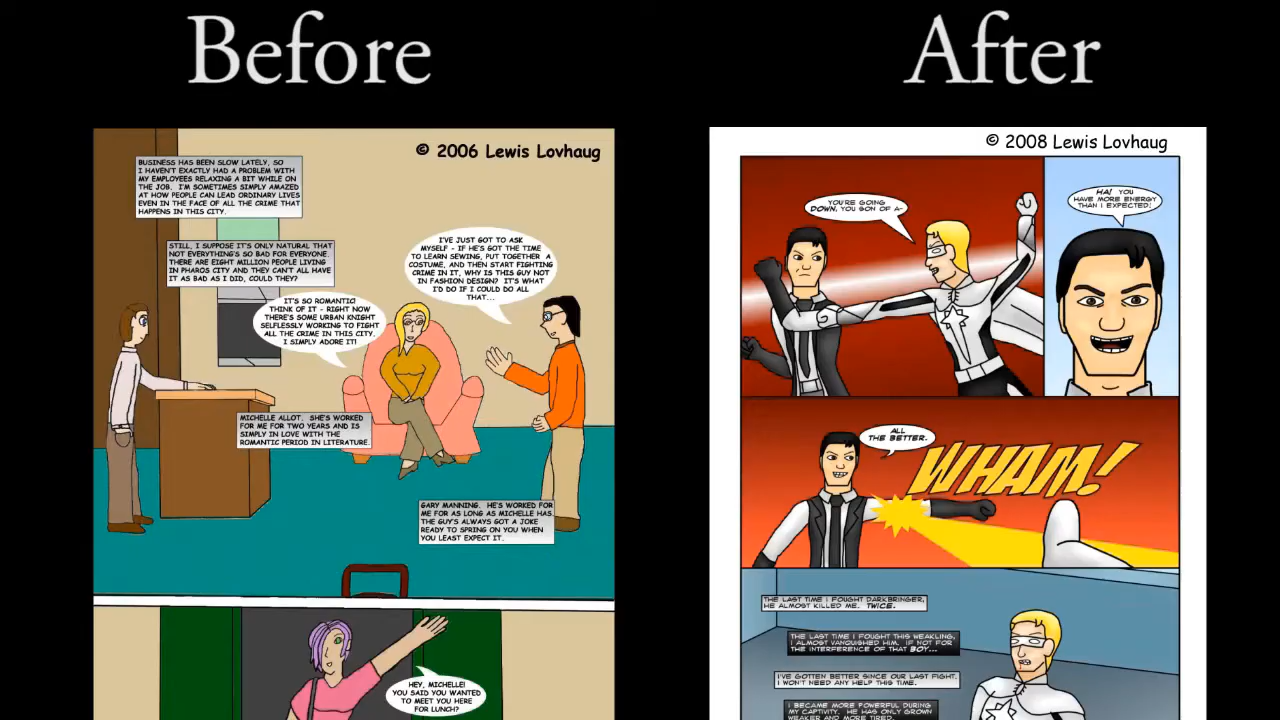 Before
After
© 2006 Lewis Lovhaug
BUSINESS HAS BEEN SLOW LATELY, SO
I HAVEN'T EXACTLY HAD A PROBLEM WITH
MY EMPLOYEES RELAXING A BIT WHILE ON
THE JOB. I'M SOMETIMES SIMPLY AMAZED
AT HOW PEOPLE CAN LEAD ORDINARY LIVES
EVEN IN THE FACE OF ALL THE CRIME THAT
HAPPENS IN THIS CITY.
STILL, I SUPPOSE IT'S ONLY NATURAL THAT
NOT EVERYTHING'S SO BAD FOR EVERYONE.
THERE ARE EIGHT MILLION PEOPLE LIVING
IN PHAROS CITY AND THEY CAN'T ALL HAVE
IT AS BAD AS I DID, COULD THEY?
I'VE JUST GOT TO ASK
MYSELF - IF HE'S GOT THE TIME
TO LEARN SEWING, PUT TOGETHER A
COSTUME, AND THEN START FIGHTING
CRIME IN IT, WHY IS THIS GUY NOT
IN FASHION DESIGN? IT'S WHAT
I'D DO IF I COULD DO ALL
THAT...
IT'S SO ROMANTIC!
THINK OF IT - RIGHT NOW
THERE'S SOME URBAN KNIGHT
SELFLESSLY WORKING TO FIGHT
ALL THE CRIME IN THIS CITY.
I SIMPLY ADORE IT!
MICHELLE ALLOT. SHE'S WORKED
FOR ME FOR TWO YEARS AND IS
SIMPLY IN LOVE WITH THE
ROMANTIC PERIOD IN LITERATURE.
GARY MANNING. HE'S WORKED FOR
ME FOR AS LONG AS MICHELLE HAS.
THE GUY'S ALWAYS GOT A JOKE
READY TO SPRING ON YOU WHEN
YOU LEAST EXPECT IT.
HEY, MICHELLE!
YOU SAID YOU WANTED
TO MEET YOU HERE
FOR LUNCH?
© 2008 Lewis Lovhaug
YOU'RE GOING
DOWN, YOU SON OF A-
HA! YOU
HAVE MORE ENERGY
THAN I EXPECTED!
ALL
THE BETTER.
WHAM!
THE LAST TIME I FOUGHT DARKBRINGER,
HE ALMOST KILLED ME. TWICE.
THE LAST TIME I FOUGHT THIS WEAKLING,
I ALMOST VANQUISHED HIM. IF NOT FOR
THE INTERFERENCE OF THAT BOY...
I'VE GOTTEN BETTER SINCE OUR LAST FIGHT.
I WON'T NEED ANY HELP THIS TIME.
I BECAME MORE POWERFUL DURING
MY CAPTIVITY. HE HAS ONLY GROWN
WEAKER AND MORE TIRED.